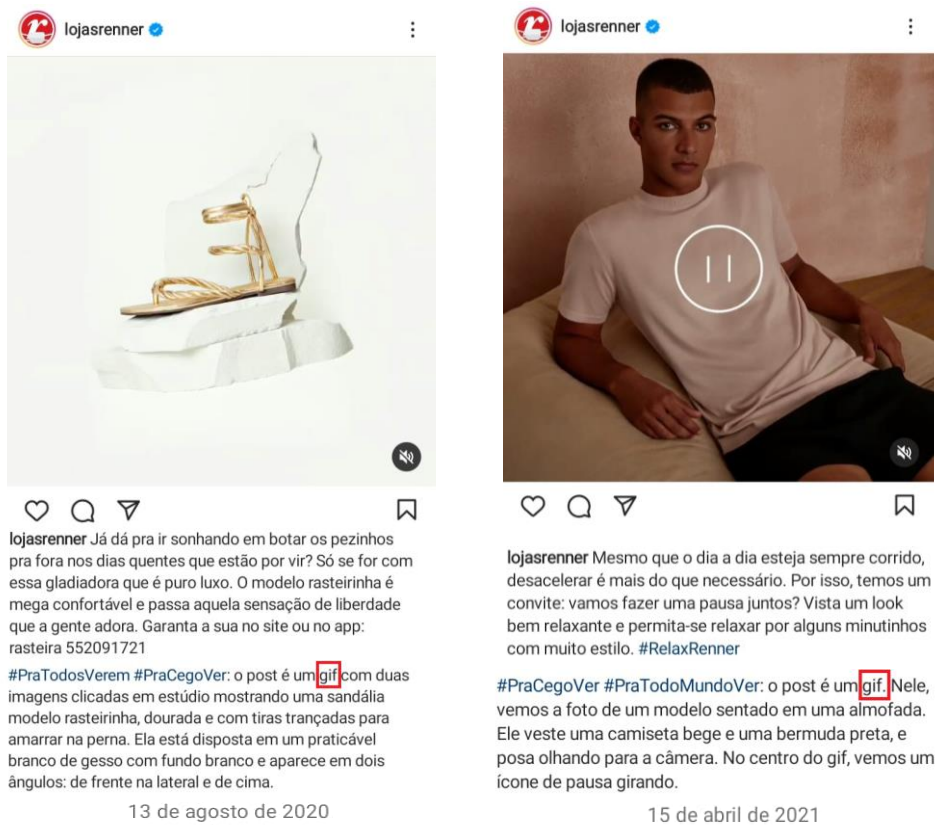 lojasrenner
lojasrenner Já dá pra ir sonhando em botar os pezinhos
pra fora nos dias quentes que estão por vir? Só se for com
essa gladiadora que é puro luxo. O modelo rasteirinha é
mega confortável e passa aquela sensação de liberdade
que a gente adora. Garanta a sua no site ou no app:
rasteira 552091721
#PraTodosVerem #PraCegoVer: o post é um gif com duas
imagens clicadas em estúdio mostrando uma sandália
modelo rasteirinha, dourada e com tiras trançadas para
amarrar na perna. Ela está disposta em um praticável
branco de gesso com fundo branco e aparece em dois
ângulos: de frente na lateral e de cima.
13 de agosto de 2020
lojasrenner
lojasrenner Mesmo que o dia a dia esteja sempre corrido,
desacelerar é mais do que necessário. Por isso, temos um
convite: vamos fazer uma pausa juntos? Vista um look
bem relaxante e permita-se relaxar por alguns minutinhos
com muito estilo. #RelaxRenner
#PraCegoVer #PraTodoMundoVer: o post é um gif. Nele,
vemos a foto de um modelo sentado em uma almofada.
Ele veste uma camiseta bege e uma bermuda preta, e
posa olhando para a câmera. No centro do gif, vemos um
ícone de pausa girando.
15 de abril de 2021